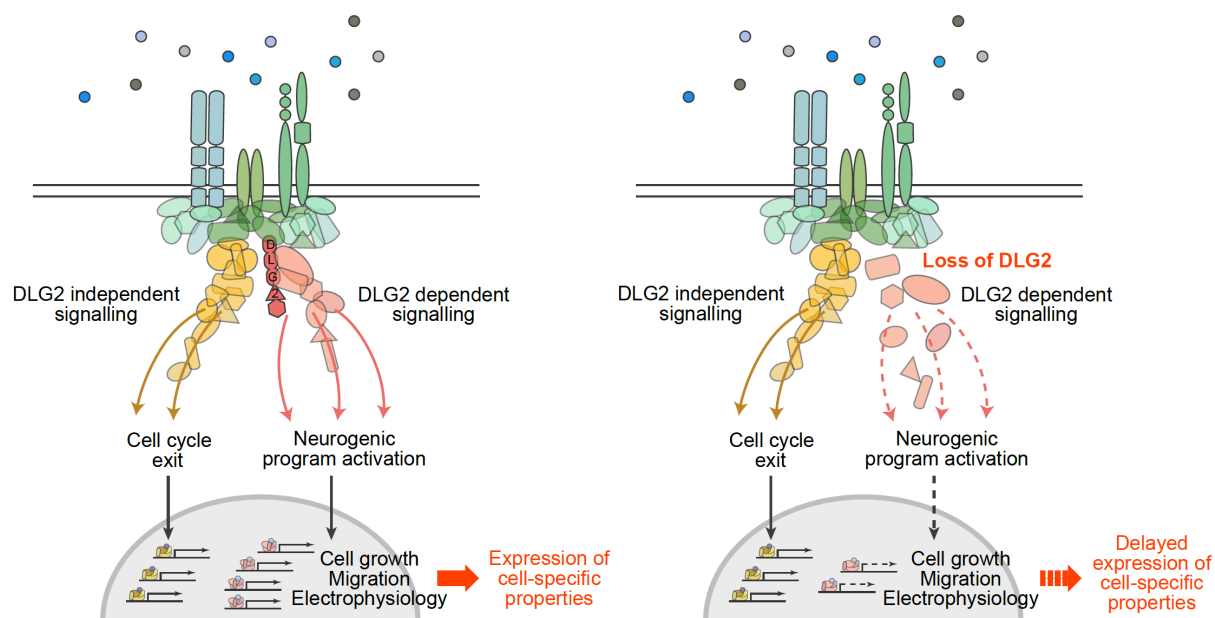 D
L
G
2
DLG2 independent
signalling
DLG2 dependent
signalling
Cell cycle
exit
Neurogenic
program activation
Cell growth
Migration
Electrophysiology
Expression of
cell-specific
properties
Loss of DLG2
DLG2 independent
signalling
DLG2 dependent
signalling
Cell cycle
exit
Neurogenic
program activation
Cell growth
Migration
Electrophysiology
Delayed
expression of
cell-specific
properties